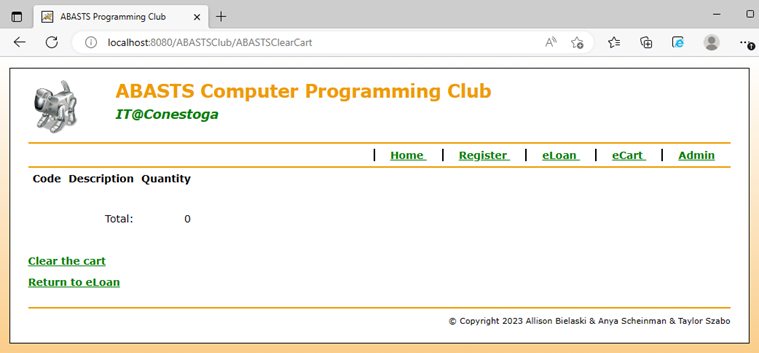 ABASTS Programming Club
localhost:8080/ABASTSClub/ABASTSClearCart
ABASTS Computer Programming Club
IT@Conestoga
| Home | Register | eLoan | eCart | Admin
Code Description Quantity
Total: 0
Clear the cart
Return to eLoan
© Copyright 2023 Allison Bielaski & Anya Scheinman & Taylor Szabo